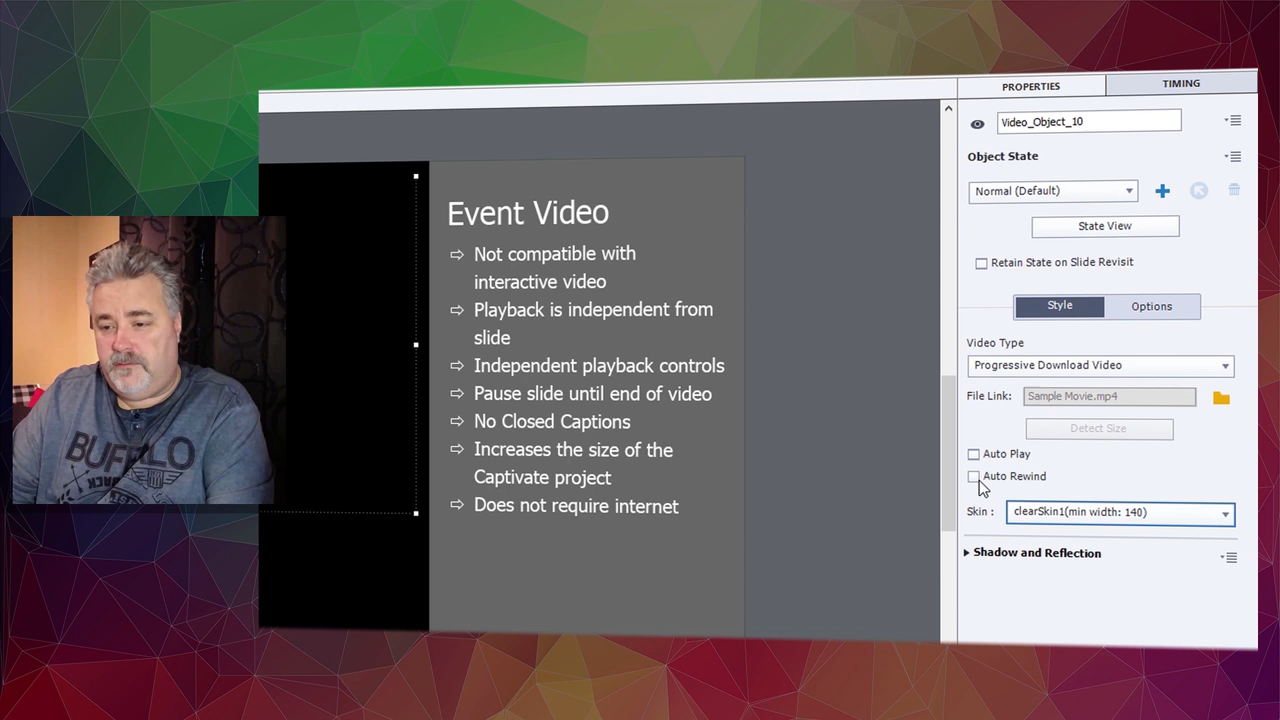 PROPERTIES
TIMING
Video_Object_10
Object State
Normal (Default)
State View
Retain State on Slide Revisit
Style
Options
Video Type
Progressive Download Video
File Link: Sample Movie.mp4
Detect Size
Auto Play
Auto Rewind
Skin : clearSkin1(min width: 140)
Shadow and Reflection
Event Video
⇨ Not compatible with
interactive video
⇨ Playback is independent from
slide
⇨ Independent playback controls
⇨ Pause slide until end of video
⇨ No Closed Captions
⇨ Increases the size of the
Captivate project
⇨ Does not require internet
BUFFALO